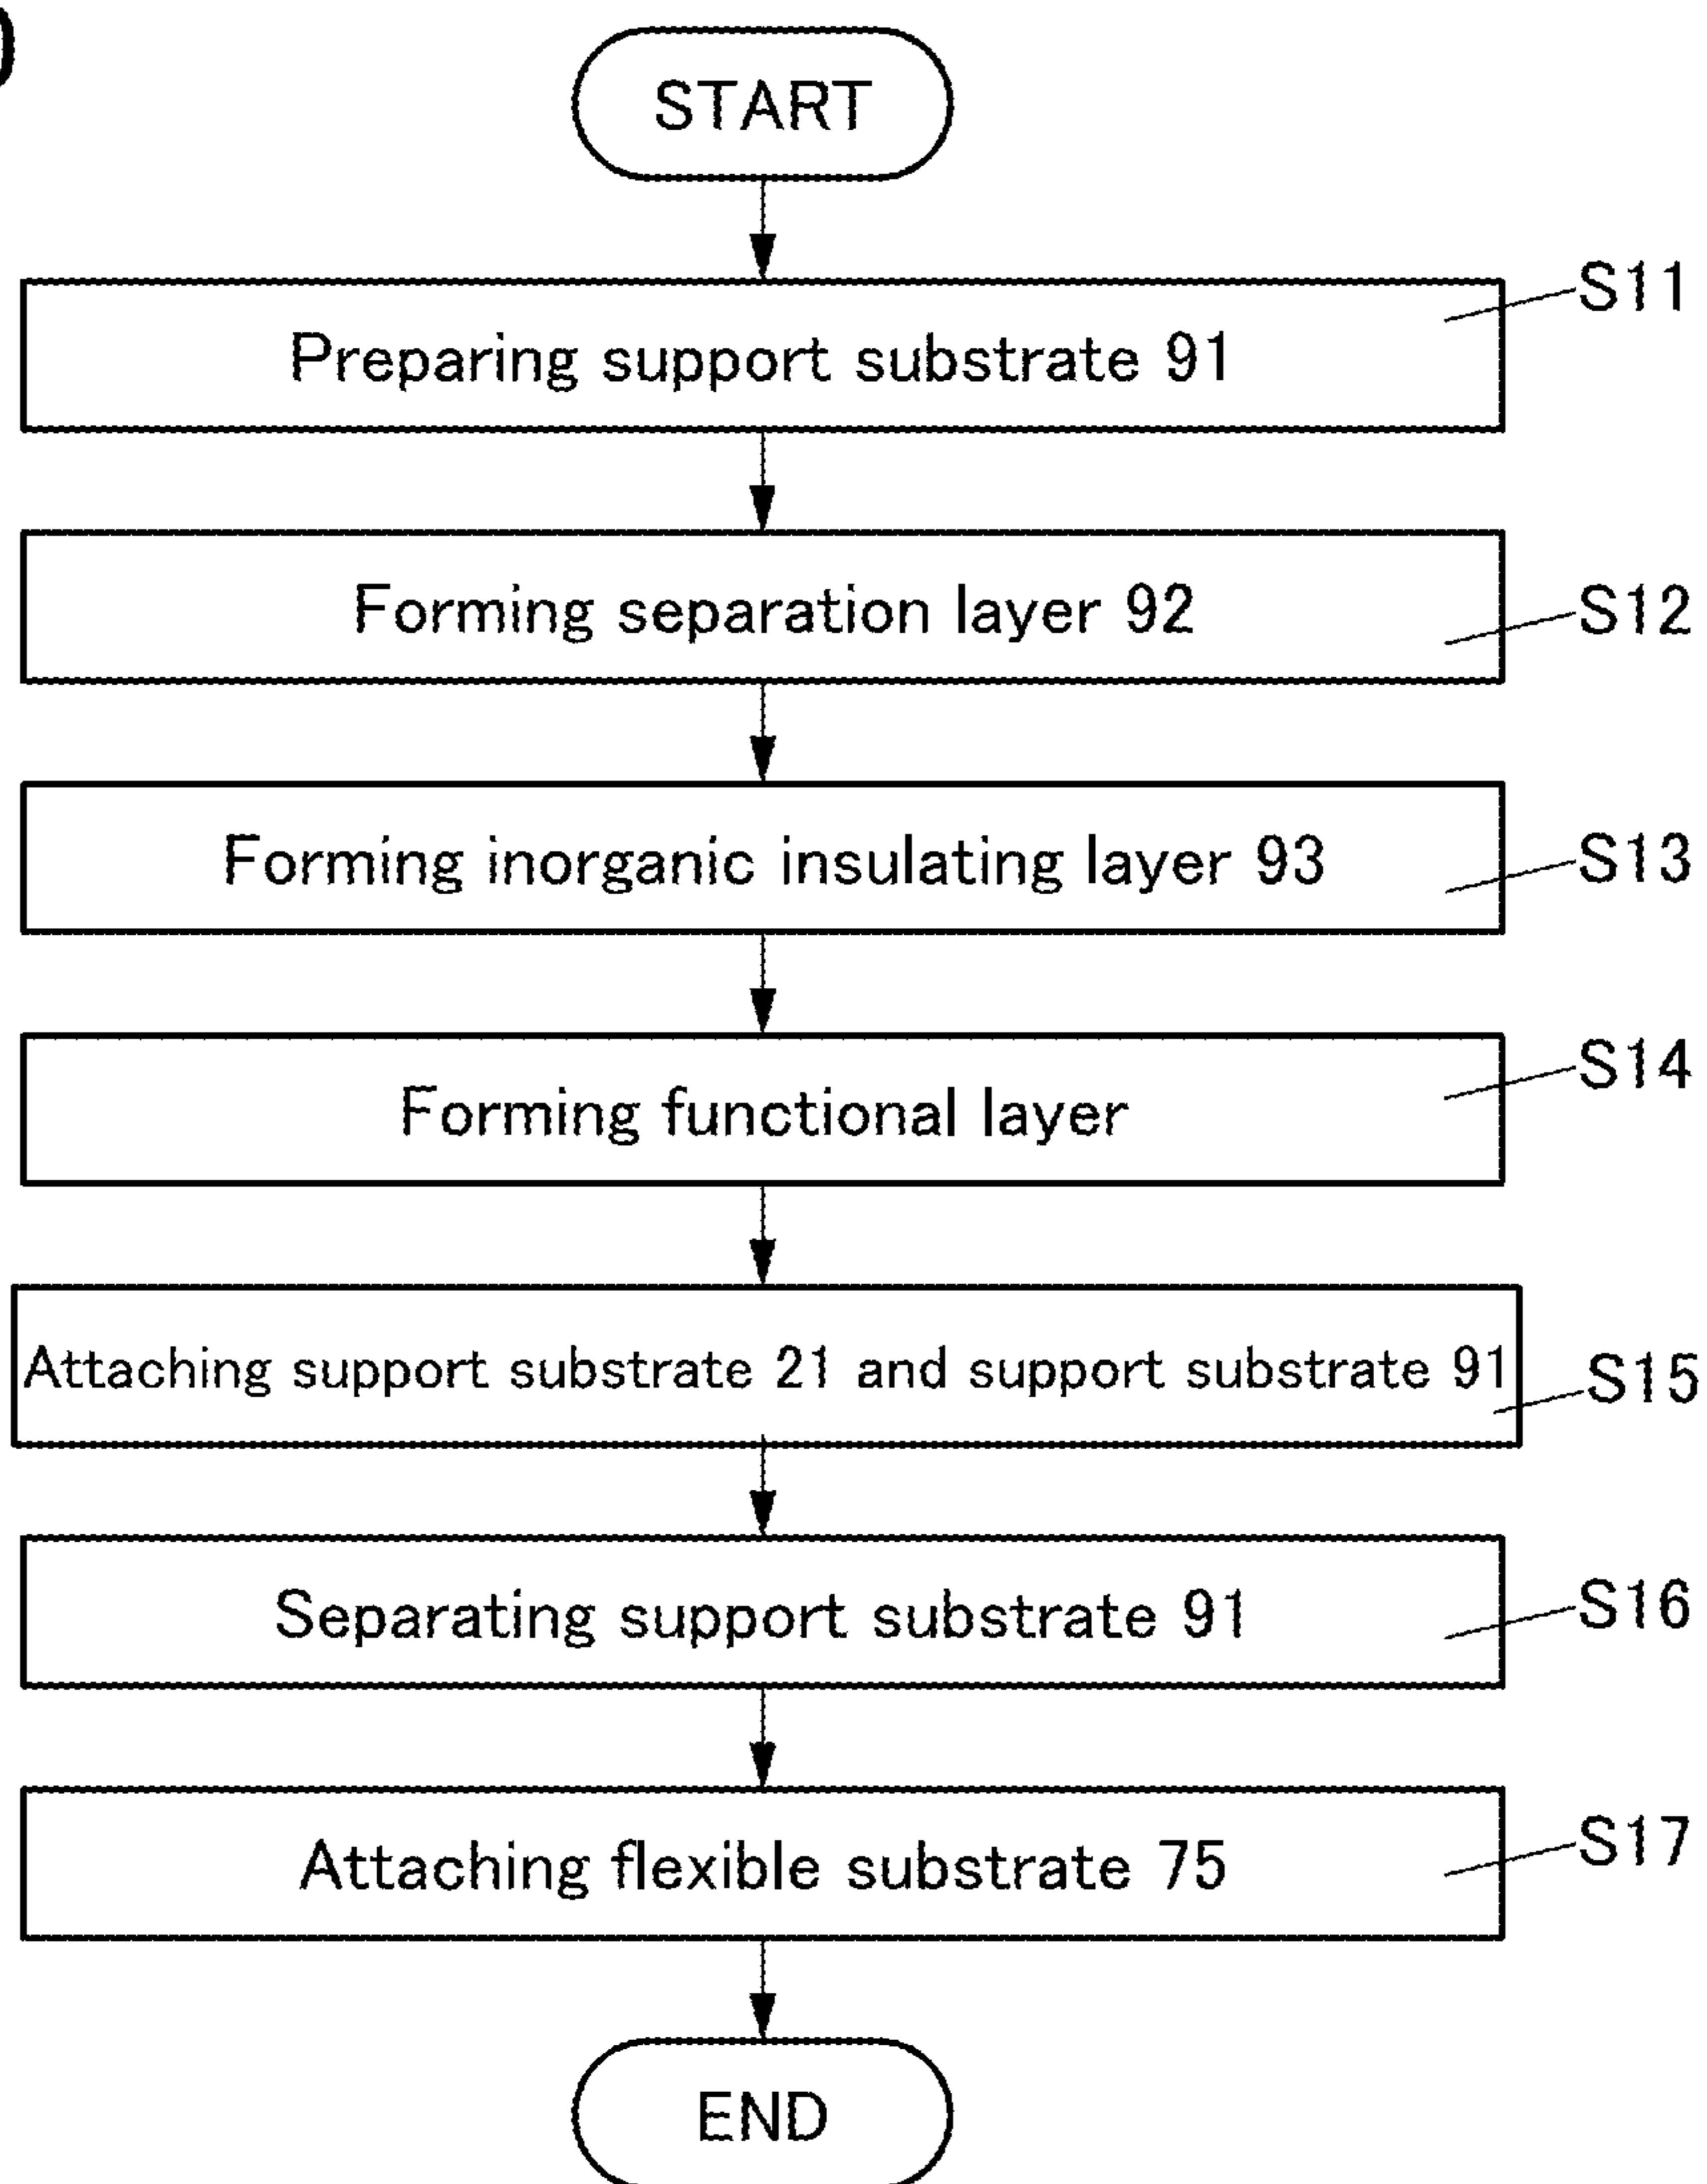 START
Preparing support substrate 91
S11
Forming separation layer 92
S12
Forming inorganic insulating layer 93
S13
Forming functional layer
S14
Attaching support substrate 21 and support substrate 91
S15
Separating support substrate 91
S16
Attaching flexible substrate 75
S17
END